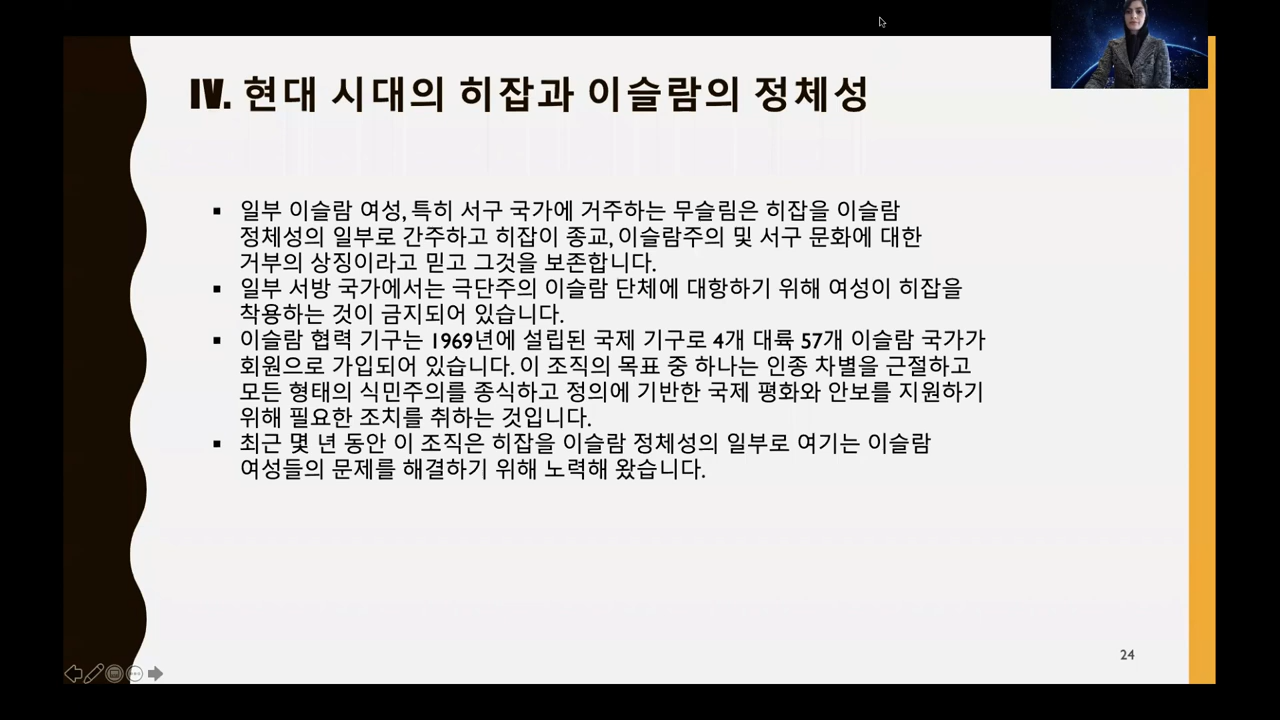 IV. 현대 시대의 히잡과 이슬람의 정체성
▪ 일부 이슬람 여성, 특히 서구 국가에 거주하는 무슬림은 히잡을 이슬람
정체성의 일부로 간주하고 히잡이 종교, 이슬람주의 및 서구 문화에 대한
거부의 상징이라고 믿고 그것을 보존합니다.
▪ 일부 서방 국가에서는 극단주의 이슬람 단체에 대항하기 위해 여성이 히잡을
착용하는 것이 금지되어 있습니다.
▪ 이슬람 협력 기구는 1969년에 설립된 국제 기구로 4개 대륙 57개 이슬람 국가가
회원으로 가입되어 있습니다. 이 조직의 목표 중 하나는 인종 차별을 근절하고
모든 형태의 식민주의를 종식하고 정의에 기반한 국제 평화와 안보를 지원하기
위해 필요한 조치를 취하는 것입니다.
▪ 최근 몇 년 동안 이 조직은 히잡을 이슬람 정체성의 일부로 여기는 이슬람
여성들의 문제를 해결하기 위해 노력해 왔습니다.
24